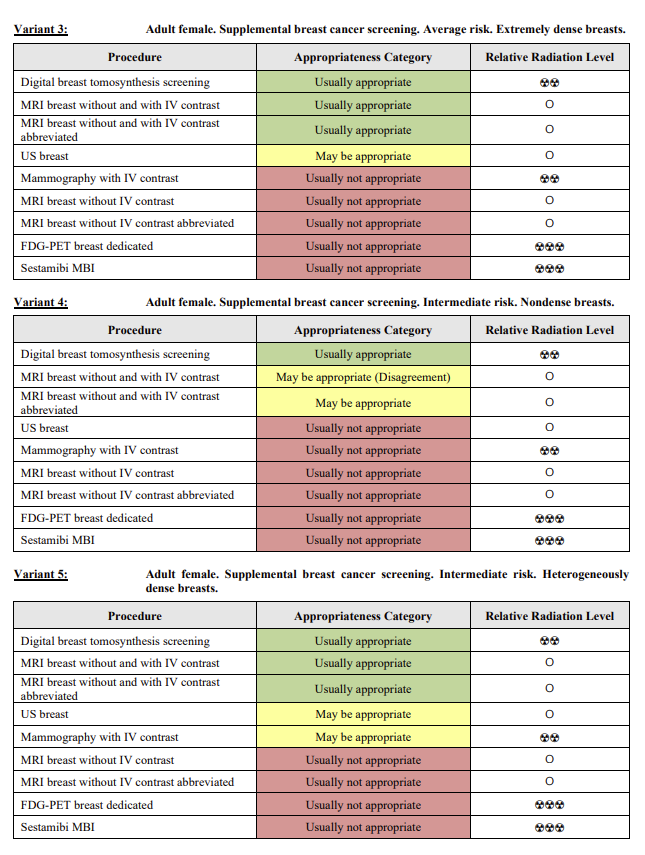 Variant 3: Adult female. Supplemental breast cancer screening. Average risk. Extremely dense breasts.
Procedure Appropriateness Category Relative Radiation Level
Digital breast tomosynthesis screening Usually appropriate ☢☢
MRI breast without and with IV contrast Usually appropriate O
MRI breast without and with IV contrast
abbreviated Usually appropriate O
US breast May be appropriate O
Mammography with IV contrast Usually not appropriate ☢☢
MRI breast without IV contrast Usually not appropriate O
MRI breast without IV contrast abbreviated Usually not appropriate O
FDG-PET breast dedicated Usually not appropriate ☢☢☢
Sestamibi MBI Usually not appropriate ☢☢☢
Variant 4: Adult female. Supplemental breast cancer screening. Intermediate risk. Nondense breasts.
Procedure Appropriateness Category Relative Radiation Level
Digital breast tomosynthesis screening Usually appropriate ☢☢
MRI breast without and with IV contrast May be appropriate (Disagreement) O
MRI breast without and with IV contrast
abbreviated May be appropriate O
US breast Usually not appropriate O
Mammography with IV contrast Usually not appropriate ☢☢
MRI breast without IV contrast Usually not appropriate O
MRI breast without IV contrast abbreviated Usually not appropriate O
FDG-PET breast dedicated Usually not appropriate ☢☢☢
Sestamibi MBI Usually not appropriate ☢☢☢
Variant 5: Adult female. Supplemental breast cancer screening. Intermediate risk. Heterogeneously
dense breasts.
Procedure Appropriateness Category Relative Radiation Level
Digital breast tomosynthesis screening Usually appropriate ☢☢
MRI breast without and with IV contrast Usually appropriate O
MRI breast without and with IV contrast
abbreviated Usually appropriate O
US breast May be appropriate O
Mammography with IV contrast May be appropriate ☢☢
MRI breast without IV contrast Usually not appropriate O
MRI breast without IV contrast abbreviated Usually not appropriate O
FDG-PET breast dedicated Usually not appropriate ☢☢☢
Sestamibi MBI Usually not appropriate ☢☢☢